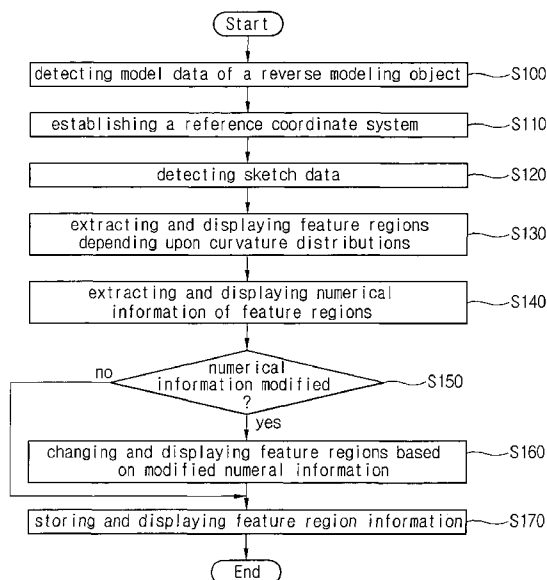 Start
detecting model data of a reverse modeling object
S100
establishing a reference coordinate system
S110
detecting sketch data
S120
extracting and displaying feature regions
depending upon curvature distributions
S130
extracting and displaying numerical
information of feature regions
S140
numerical
information modified
?
S150
no
yes
changing and displaying feature regions based
on modified numeral information
S160
storing and displaying feature region information
S170
End